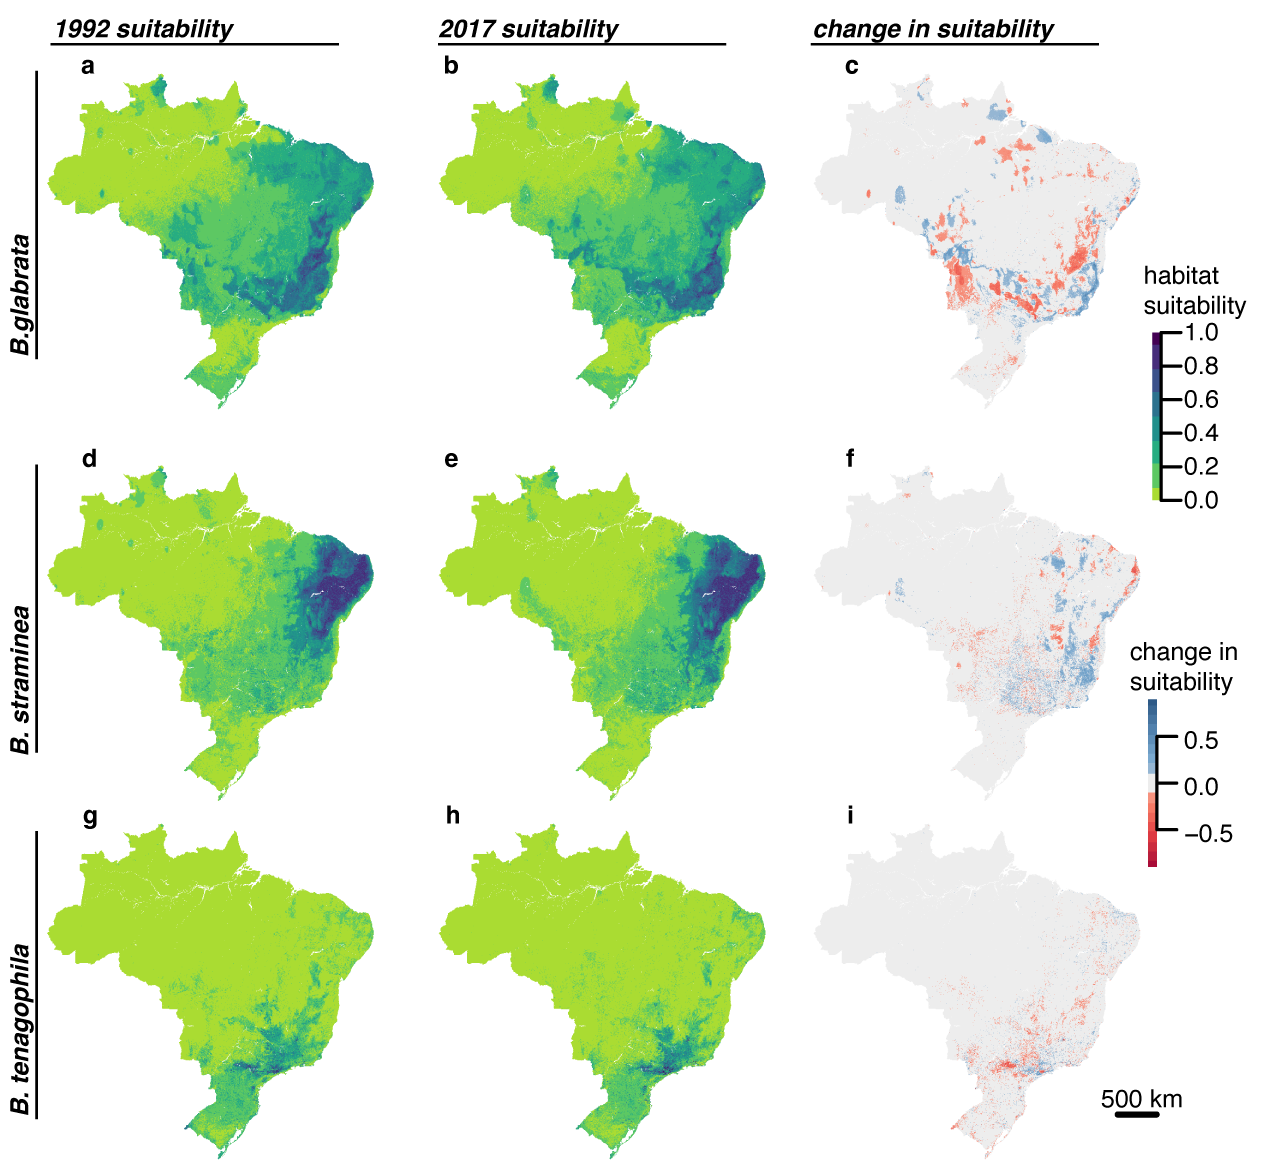 1992 suitability
2017 suitability
change in suitability
a
b
c
B.glabrata
habitat
suitability
1.0
0.8
0.6
0.4
0.2
0.0
d
e
f
B. straminea
change in
suitability
0.5
0.0
−0.5
g
h
i
B. tenagophila
500 km